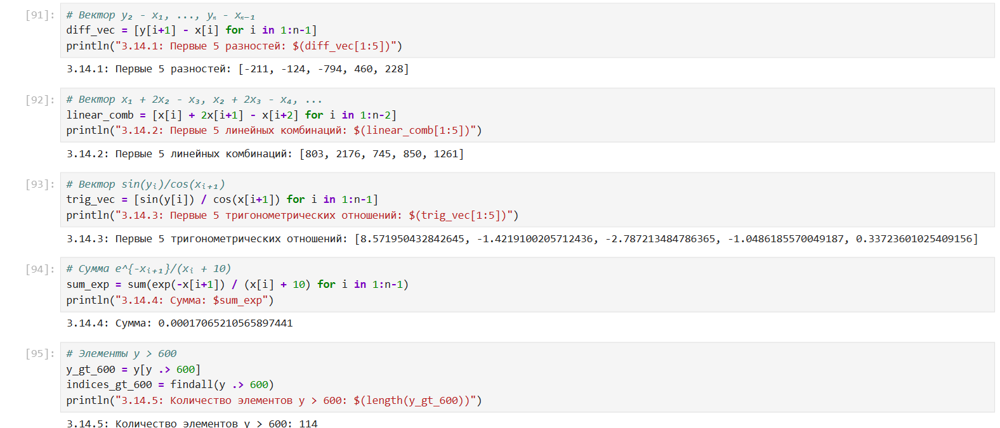 [91]: # Вектор y₂ - x₁, ..., yₙ - xₙ₋₁
diff_vec = [y[i+1] - x[i] for i in 1:n-1]
println("3.14.1: Первые 5 разностей: $(diff_vec[1:5])")
3.14.1: Первые 5 разностей: [-211, -124, -794, 460, 228]
[92]: # Вектор x₁ + 2x₂ - x₃, x₂ + 2x₃ - x₄, ...
linear_comb = [x[i] + 2x[i+1] - x[i+2] for i in 1:n-2]
println("3.14.2: Первые 5 линейных комбинаций: $(linear_comb[1:5])")
3.14.2: Первые 5 линейных комбинаций: [803, 2176, 745, 850, 1261]
[93]: # Вектор sin(yᵢ)/cos(xᵢ₊₁)
trig_vec = [sin(y[i]) / cos(x[i+1]) for i in 1:n-1]
println("3.14.3: Первые 5 тригонометрических отношений: $(trig_vec[1:5])")
3.14.3: Первые 5 тригонометрических отношений: [8.571950432842645, -1.4219100205712436, -2.787213484786365, -1.0486185570049187, 0.33723601025409156]
[94]: # Сумма e^{-xᵢ₊₁}/(xᵢ + 10)
sum_exp = sum(exp(-x[i+1]) / (x[i] + 10) for i in 1:n-1)
println("3.14.4: Сумма: $sum_exp")
3.14.4: Сумма: 0.00017065210565897441
[95]: # Элементы y > 600
y_gt_600 = y[y .> 600]
indices_gt_600 = findall(y .> 600)
println("3.14.5: Количество элементов y > 600: $(length(y_gt_600))")
3.14.5: Количество элементов y > 600: 114